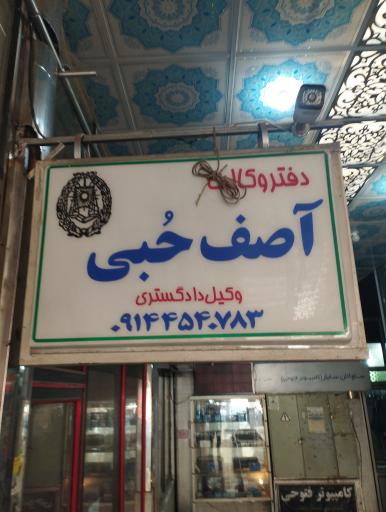 دفتر وکالت
آصف حُبی
وکیل دادگستری
۰۹۱۴۴۵۴۰۷۸۳
کامپیوتر فتوحی